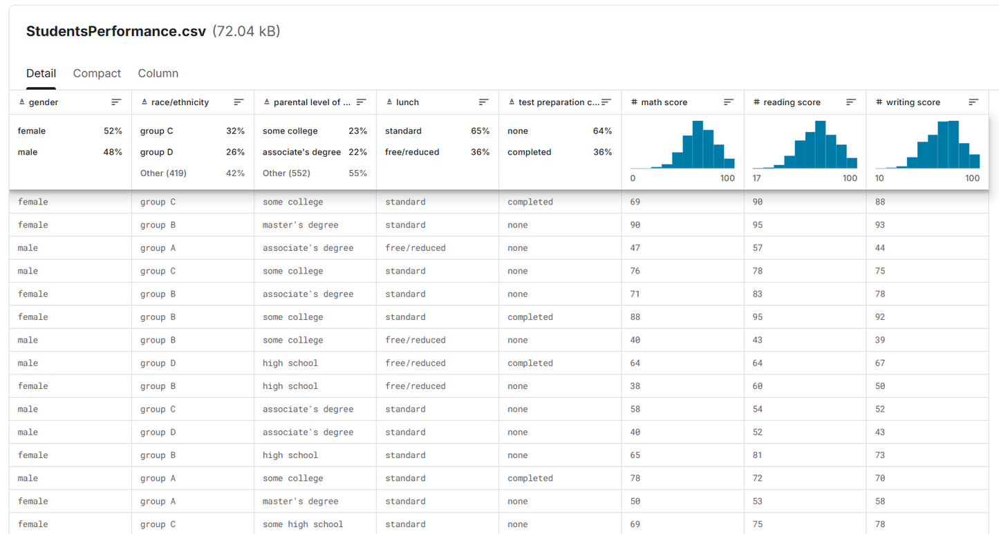 StudentsPerformance.csv (72.04 kB)
Detail Compact Column
gender race/ethnicity parental level of ... lunch test preparation c... # math score # reading score # writing score
female 52% group C 32% some college 23% standard 65% none 64%
male 48% group D 26% associate's degree 22% free/reduced 36% completed 36%
Other (419) 42% Other (552) 55%
0 100 17 100 10 100
female group C some college standard completed 69 90 88
female group B master's degree standard none 90 95 93
male group A associate's degree free/reduced none 47 57 44
male group C some college standard none 76 78 75
female group B associate's degree standard none 71 83 78
female group B some college standard completed 88 95 92
male group B some college free/reduced none 40 43 39
male group D high school free/reduced completed 64 64 67
female group B high school free/reduced none 38 60 50
male group C associate's degree standard none 58 54 52
male group D associate's degree standard none 40 52 43
female group B high school standard none 65 81 73
male group A some college standard completed 78 72 70
female group A master's degree standard none 50 53 58
female group C some high school standard none 69 75 78